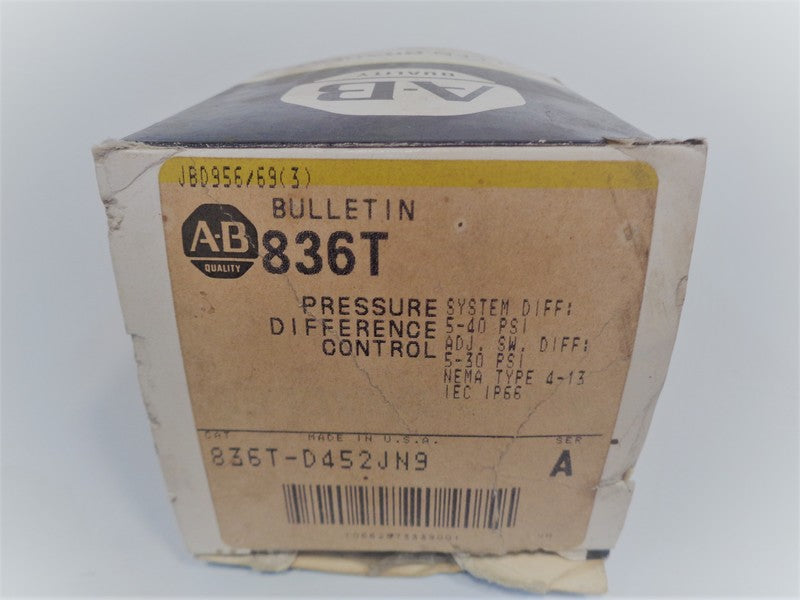 A-B
QUALITY
JBD956/69(3)
BULLETIN
A-B
QUALITY
836T
PRESSURE
DIFFERENCE
CONTROL
SYSTEM DIFF:
5-40 PSI
ADJ. SW. DIFF:
5-30 PSI
NEMA TYPE 4-13
IEC IP66
CAT
MADE IN U.S.A.
SER
836T-D452JN9
A